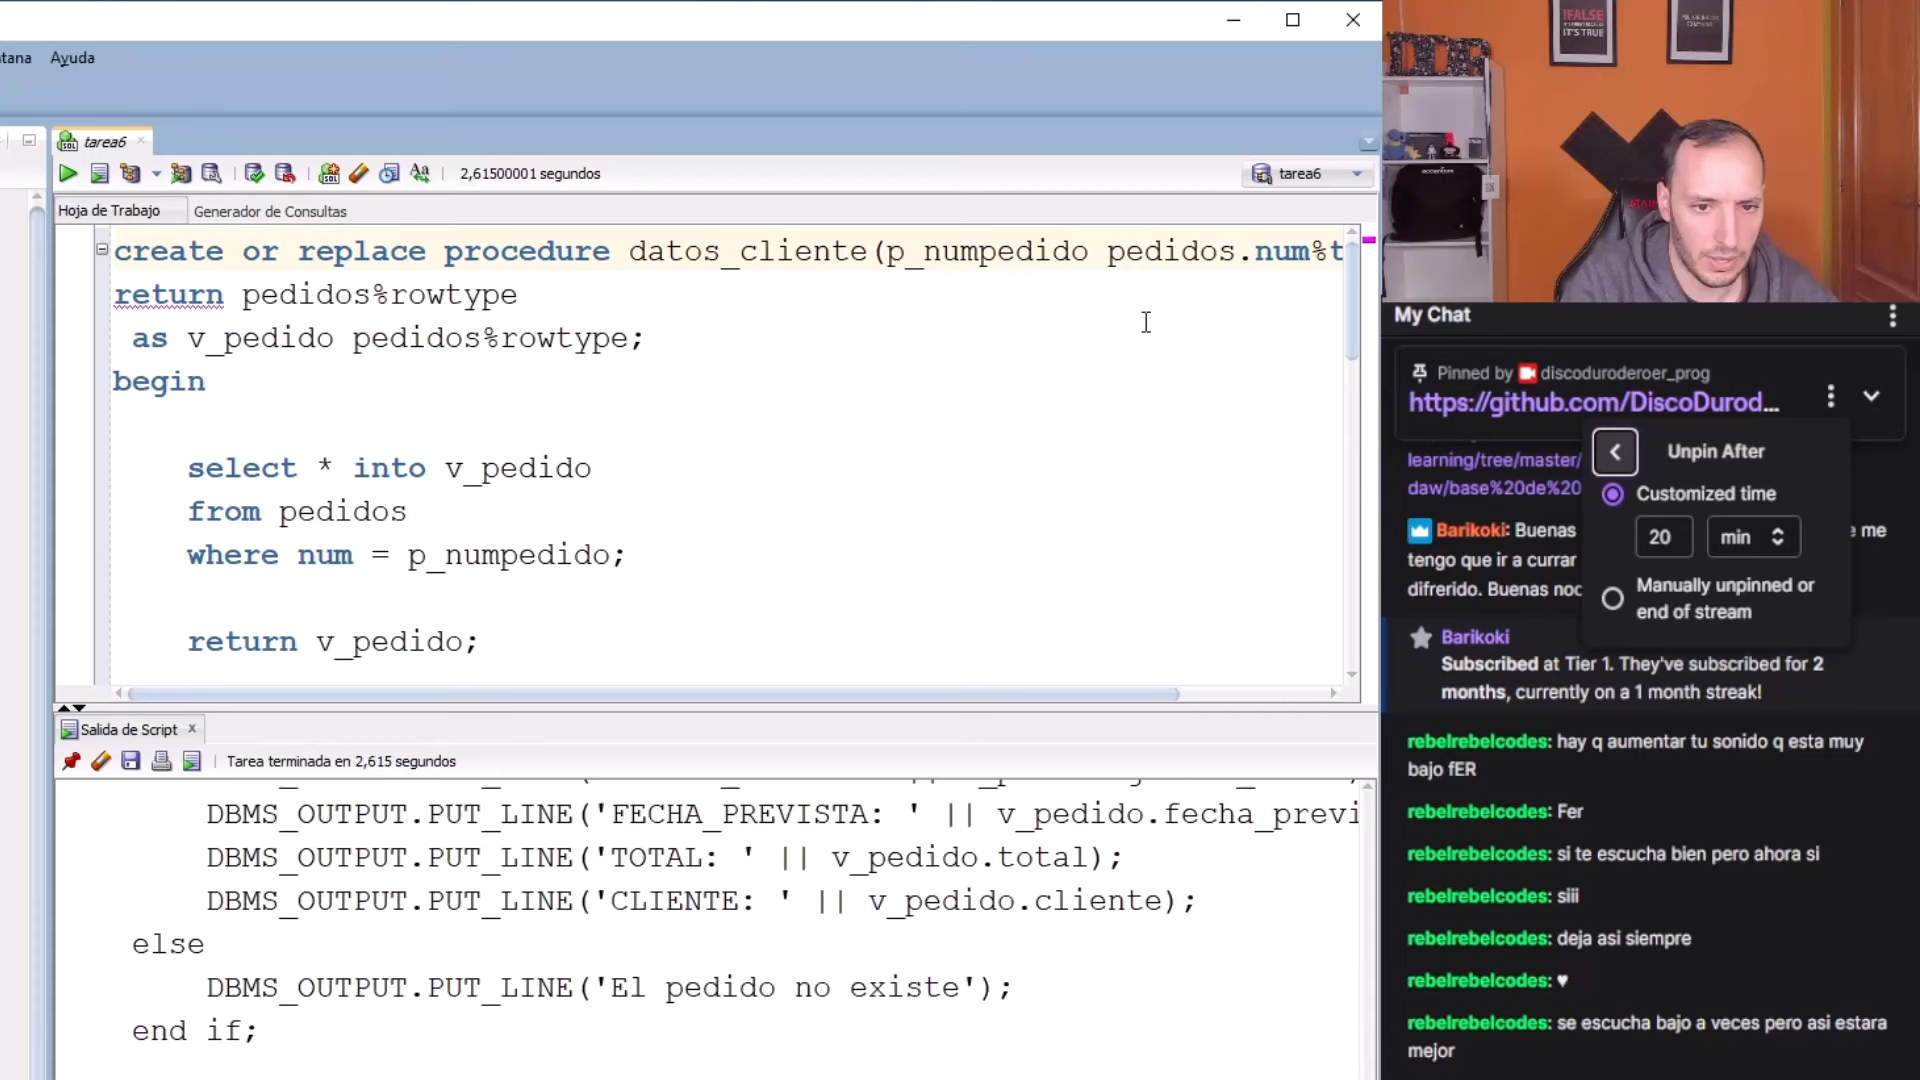 tana Ayuda
tarea6
2,61500001 segundos
tarea6
Hoja de Trabajo Generador de Consultas
create or replace procedure datos_cliente(p_numpedido pedidos.num%t
return pedidos%rowtype
as v_pedido pedidos%rowtype;
begin
select * into v_pedido
from pedidos
where num = p_numpedido;
return v_pedido;
Salida de Script
Tarea terminada en 2,615 segundos
DBMS_OUTPUT.PUT_LINE('FECHA_PREVISTA: ' || v_pedido.fecha_previ
DBMS_OUTPUT.PUT_LINE('TOTAL: ' || v_pedido.total);
DBMS_OUTPUT.PUT_LINE('CLIENTE: ' || v_pedido.cliente);
else
DBMS_OUTPUT.PUT_LINE('El pedido no existe');
end if;
!FALSE
IT'S TRUE
accenture
My Chat
Pinned by discoduroderoer_prog
https://github.com/DiscoDurod...
learning/tree/master/
daw/base%20de%20
Barikoki: Buenas e me
tengo que ir a currar
difrerido. Buenas noc
Unpin After
Customized time
20 min
Manually unpinned or
end of stream
Barikoki
Subscribed at Tier 1. They've subscribed for 2
months, currently on a 1 month streak!
rebelrebelcodes: hay q aumentar tu sonido q esta muy
bajo fER
rebelrebelcodes: Fer
rebelrebelcodes: si te escucha bien pero ahora si
rebelrebelcodes: siii
rebelrebelcodes: deja asi siempre
rebelrebelcodes: ♥
rebelrebelcodes: se escucha bajo a veces pero asi estara
mejor